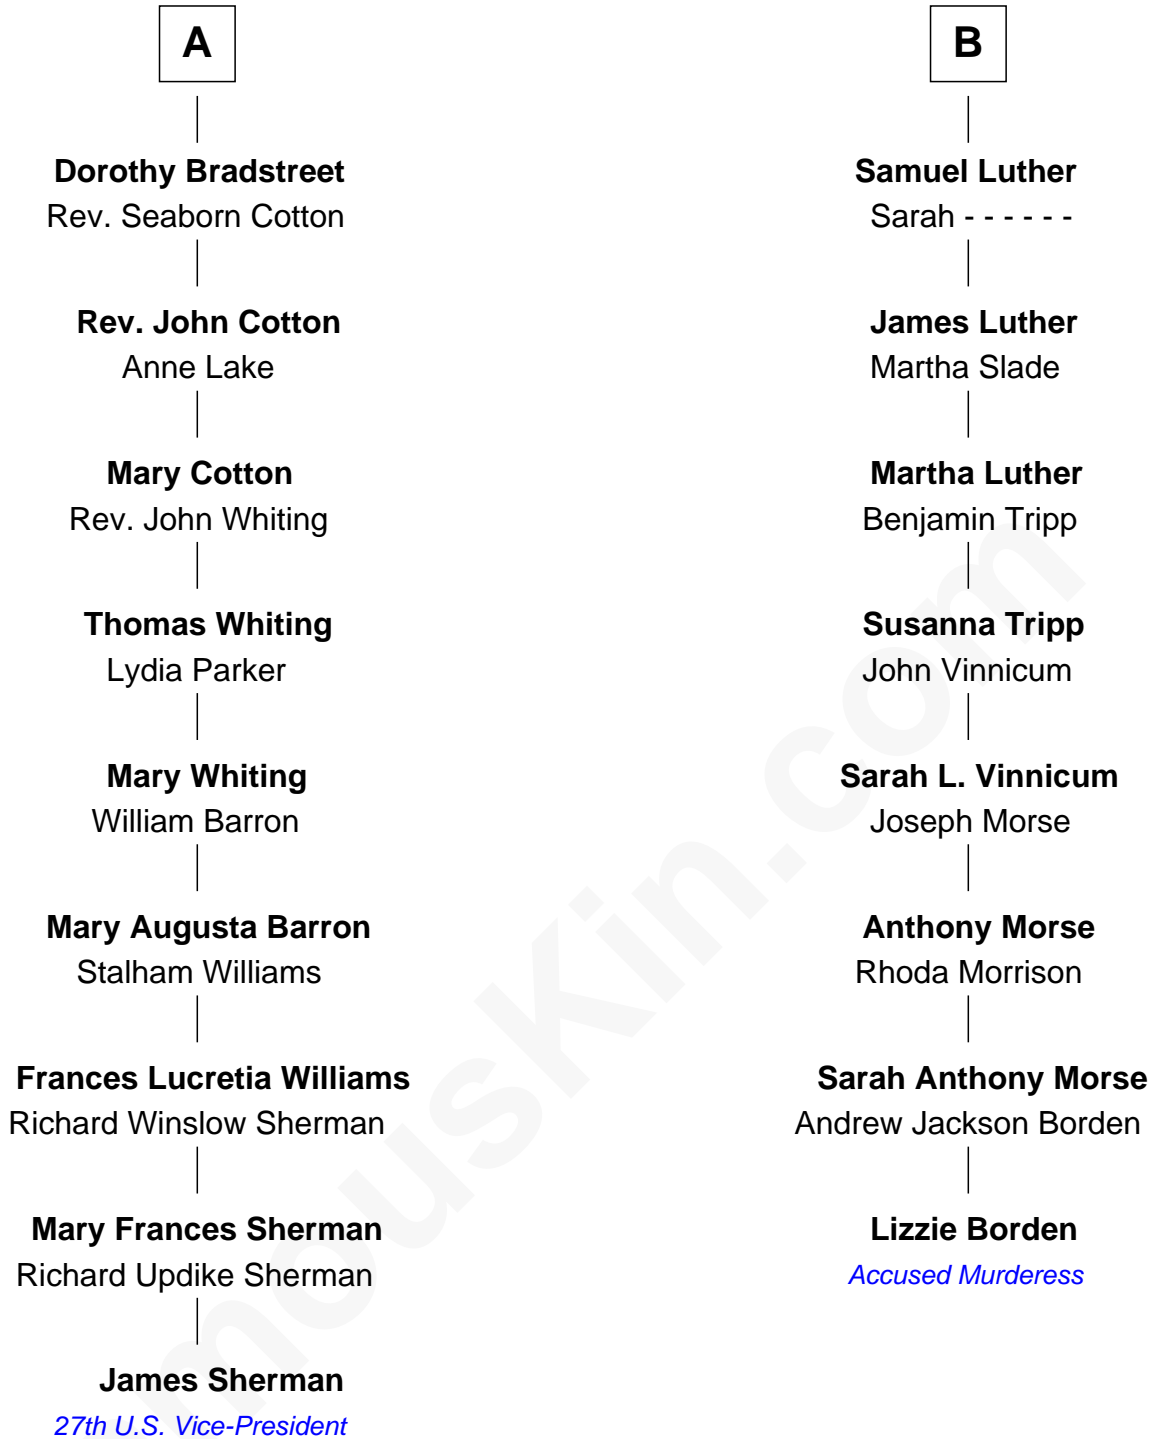 A
Dorothy Bradstreet
Rev. Seaborn Cotton
Rev. John Cotton
Anne Lake
Mary Cotton
Rev. John Whiting
Thomas Whiting
Lydia Parker
Mary Whiting
William Barron
Mary Augusta Barron
Stalham Williams
Frances Lucretia Williams
Richard Winslow Sherman
Mary Frances Sherman
Richard Updike Sherman
James Sherman
27th U.S. Vice-President
B
Samuel Luther
Sarah - - - - - -
James Luther
Martha Slade
Martha Luther
Benjamin Tripp
Susanna Tripp
John Vinnicum
Sarah L. Vinnicum
Joseph Morse
Anthony Morse
Rhoda Morrison
Sarah Anthony Morse
Andrew Jackson Borden
Lizzie Borden
Accused Murderess
mousKin.com